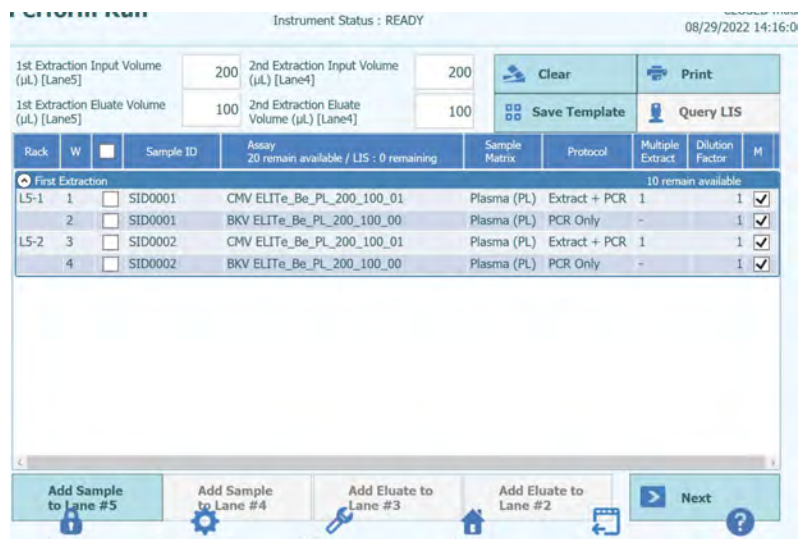 Perform Run
Instrument Status : READY
08/29/2022 14:16:0
1st Extraction Input Volume (µL) [Lane5] 200 2nd Extraction Input Volume (µL) [Lane4] 200 Clear Print
1st Extraction Eluate Volume (µL) [Lane5] 100 2nd Extraction Eluate Volume (µL) [Lane4] 100 Save Template Query LIS
Rack W Sample ID Assay 20 remain available / LIS : 0 remaining Sample Matrix Protocol Multiple Extract Dilution Factor M
First Extraction 10 remain available
L5-1 1 SID0001 CMV ELITe_Be_PL_200_100_01 Plasma (PL) Extract + PCR 1 1
2 SID0001 BKV ELITe_Be_PL_200_100_00 Plasma (PL) PCR Only - 1
L5-2 3 SID0002 CMV ELITe_Be_PL_200_100_01 Plasma (PL) Extract + PCR 1 1
4 SID0002 BKV ELITe_Be_PL_200_100_00 Plasma (PL) PCR Only - 1
Add Sample to Lane #5 Add Sample to Lane #4 Add Eluate to Lane #3 Add Eluate to Lane #2 Next